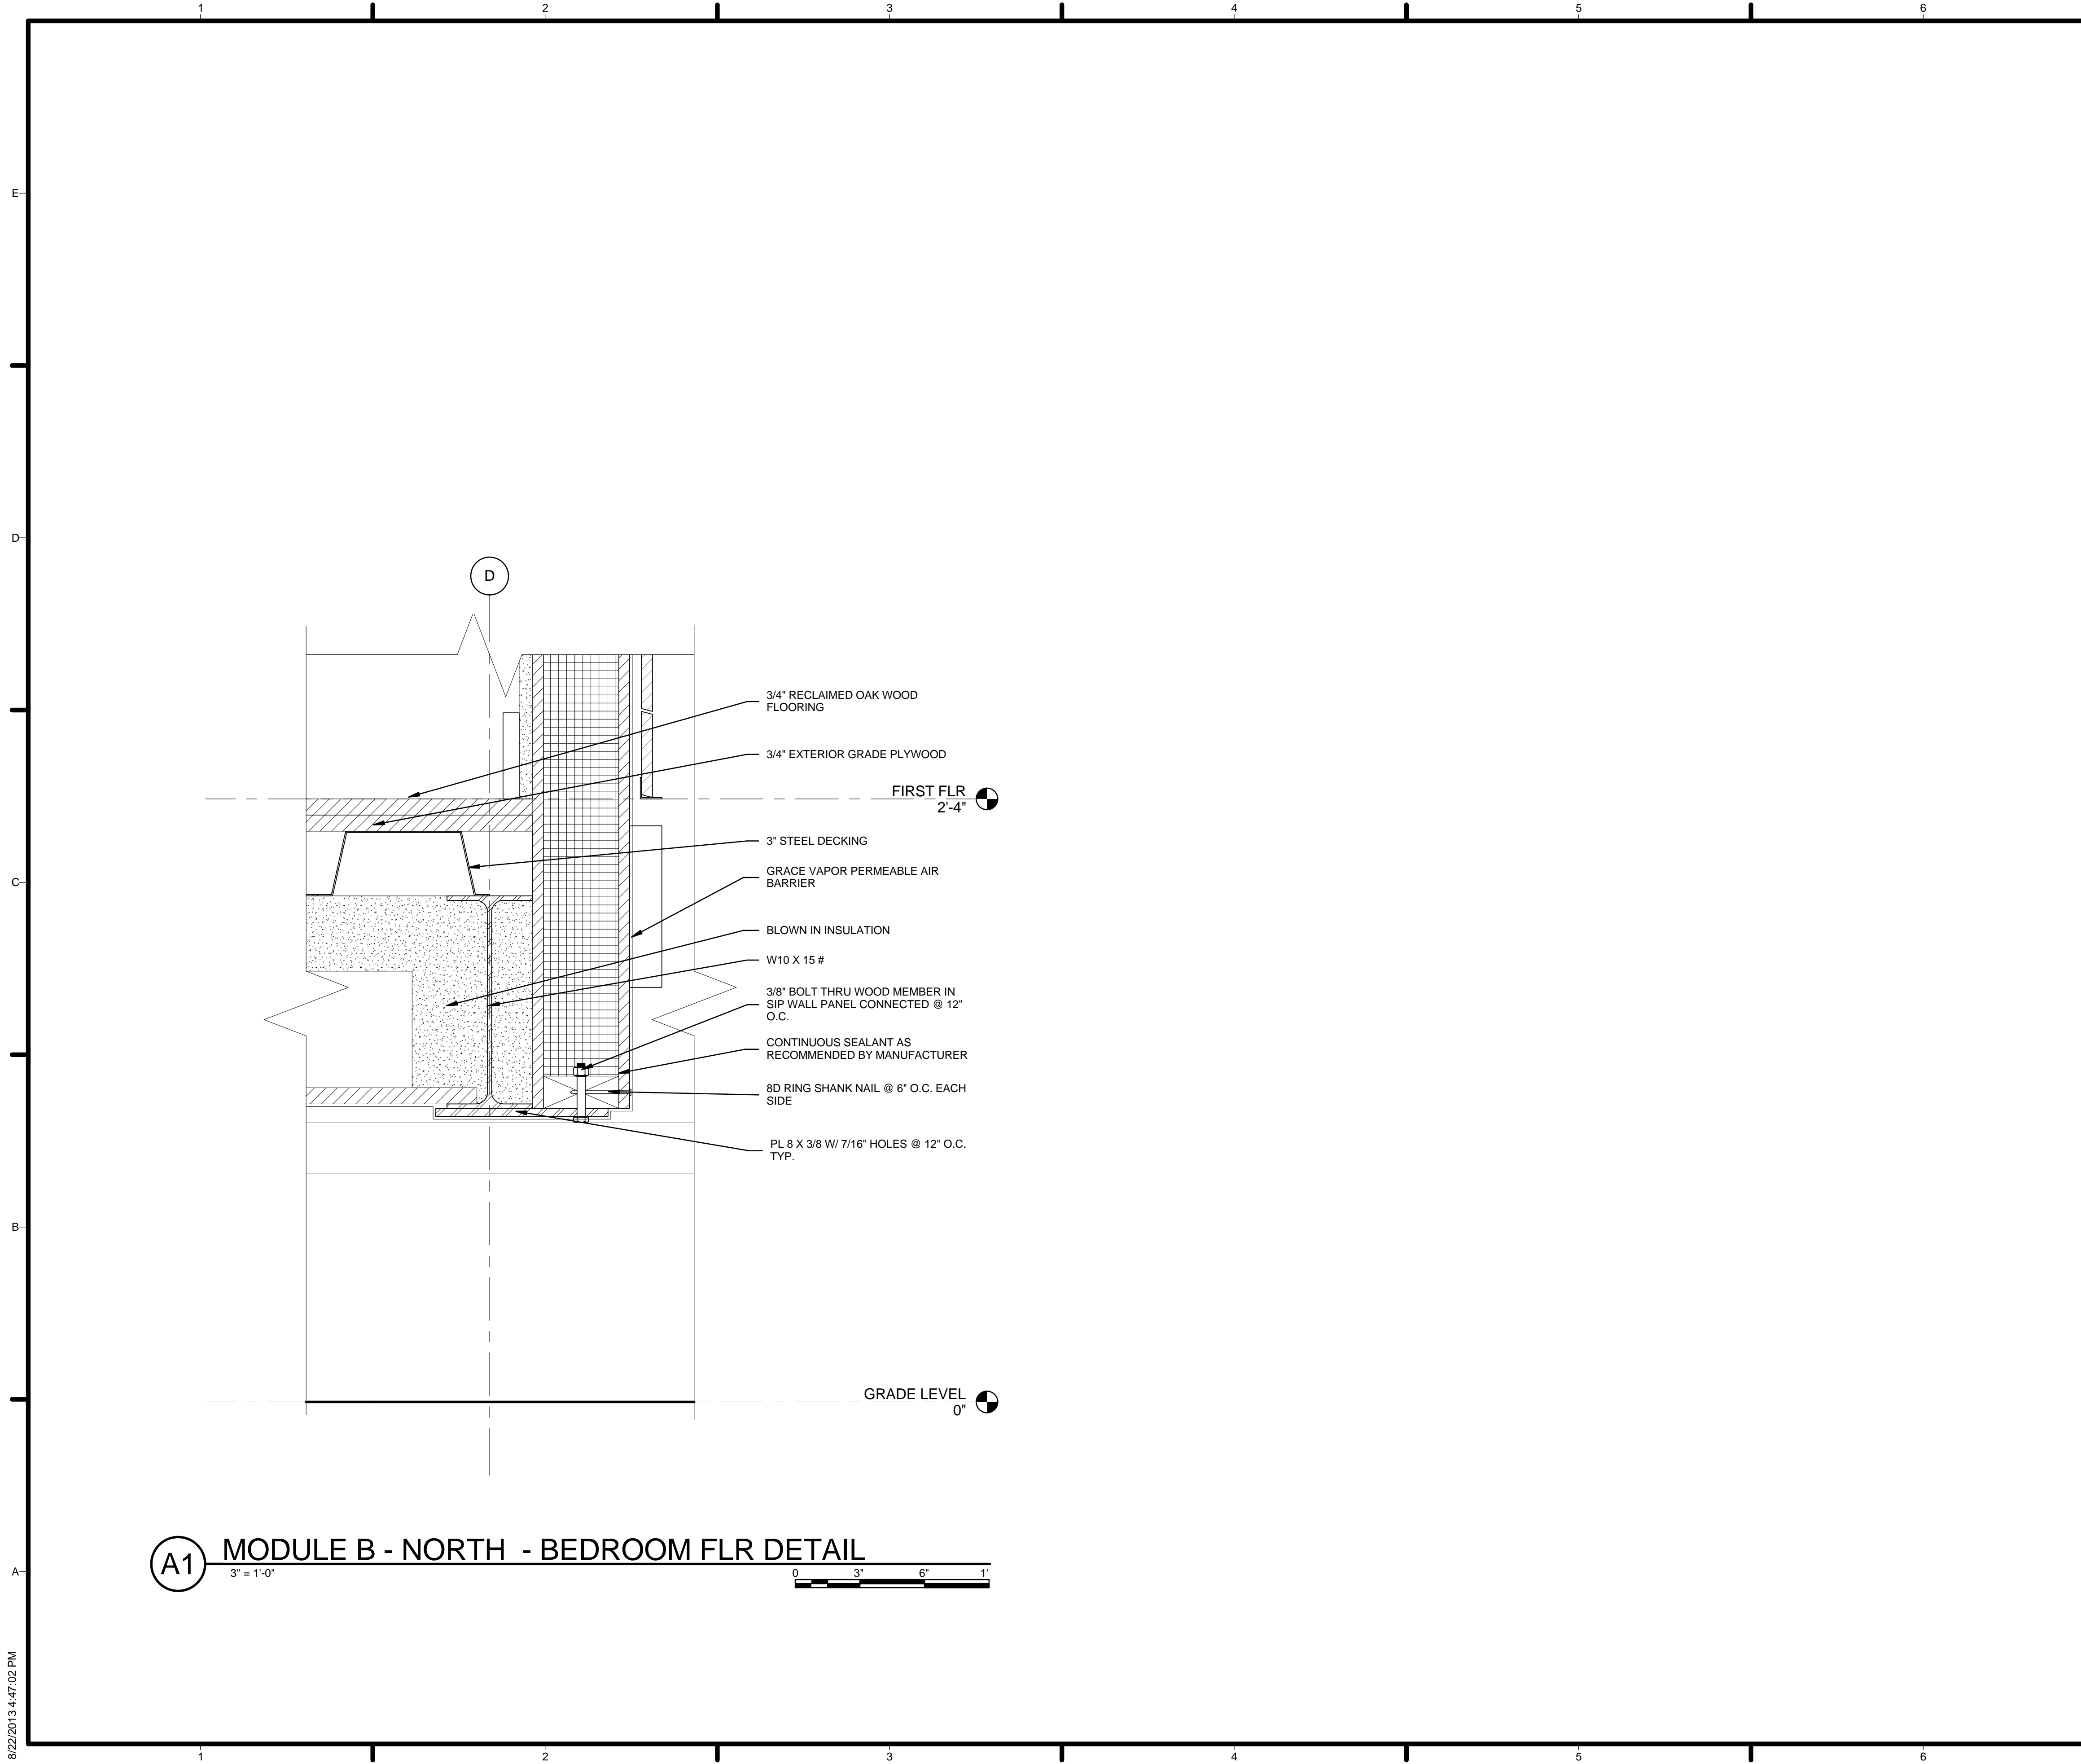 1 2 3 4 5 6
E
D
D
3/4" RECLAIMED OAK WOOD
FLOORING
3/4" EXTERIOR GRADE PLYWOOD
FIRST FLR
2'-4"
3" STEEL DECKING
GRACE VAPOR PERMEABLE AIR
BARRIER
C
BLOWN IN INSULATION
W10 X 15 #
3/8" BOLT THRU WOOD MEMBER IN
SIP WALL PANEL CONNECTED @ 12"
O.C.
CONTINUOUS SEALANT AS
RECOMMENDED BY MANUFACTURER
8D RING SHANK NAIL @ 6" O.C. EACH
SIDE
PL 8 X 3/8 W/ 7/16" HOLES @ 12" O.C.
TYP.
B
GRADE LEVEL
0"
A1 MODULE B - NORTH - BEDROOM FLR DETAIL
3" = 1'-0"
0 3" 6" 1'
A
8/22/2013 4:47:02 PM
1 2 3 4 5 6